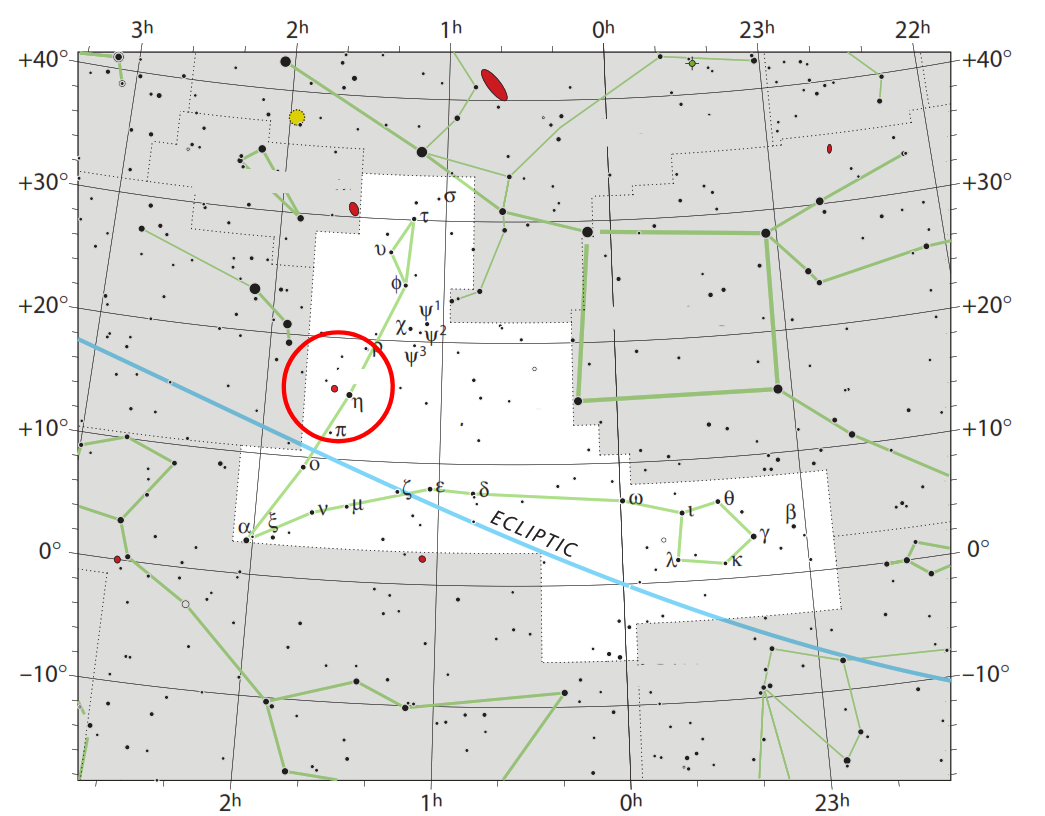 3h 2h 1h 0h 23h 22h
+40° +40°
+30° +30°
σ
τ
υ
ϕ
+20° +20°
ψ1
χ ψ2
ρ ψ3
η
+10° π +10°
ο
ζ ε δ
ν μ ω ι θ
α ξ β
ECLIPTIC γ
0° λ κ 0°
−10° −10°
2h 1h 0h 23h